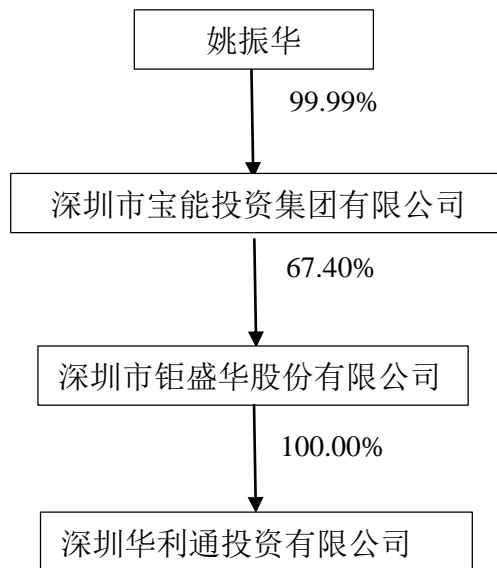 姚振华
99.99%
深圳市宝能投资集团有限公司
67.40%
深圳市钜盛华股份有限公司
100.00%
深圳华利通投资有限公司